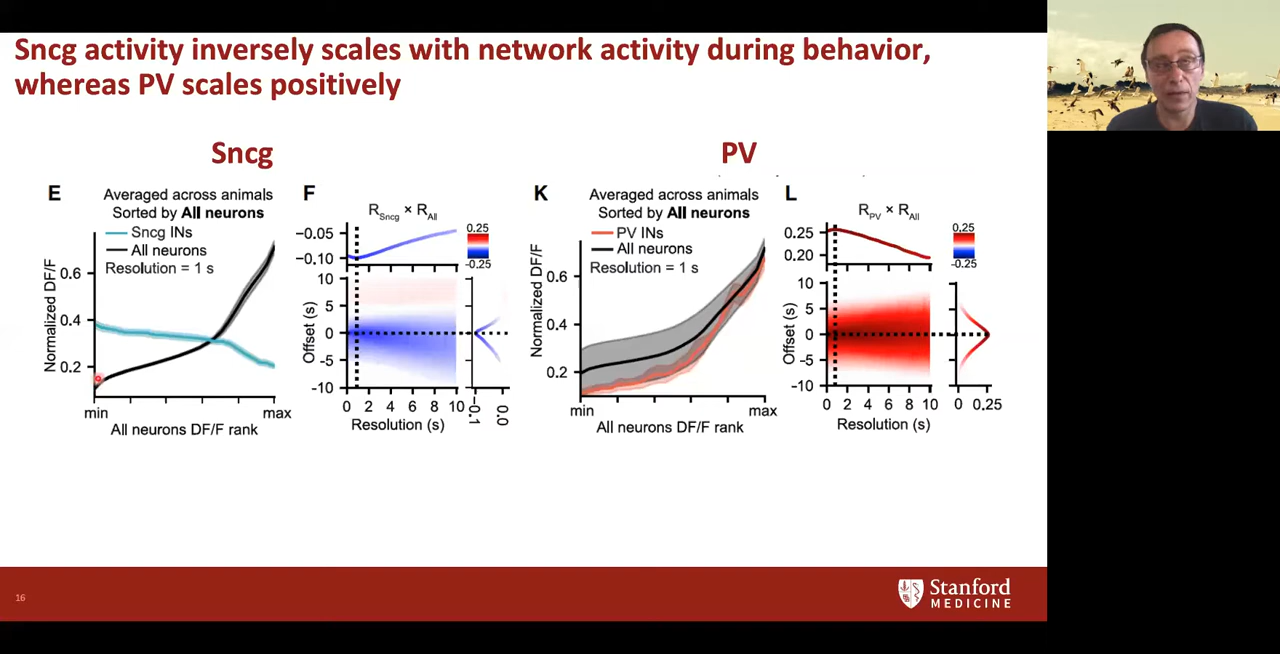 Sncg activity inversely scales with network activity during behavior,
whereas PV scales positively
Sncg
E
Averaged across animals
Sorted by All neurons
Sncg INs
All neurons
Resolution = 1 s
Normalized DF/F
0.6
0.4
0.2
min
max
All neurons DF/F rank
F
RSncg × RAll
−0.05
−0.10
0.25
-0.25
Offset (s)
10
5
0
-5
-10
0 2 4 6 8 10
Resolution (s)
−0.1
0.0
PV
K
Averaged across animals
Sorted by All neurons
PV INs
All neurons
Resolution = 1 s
Normalized DF/F
0.6
0.4
0.2
min
max
All neurons DF/F rank
L
RPV × RAll
0.25
0.20
0.25
-0.25
Offset (s)
10
5
0
-5
-10
0 2 4 6 8 10
Resolution (s)
0 0.25
16
Stanford
MEDICINE